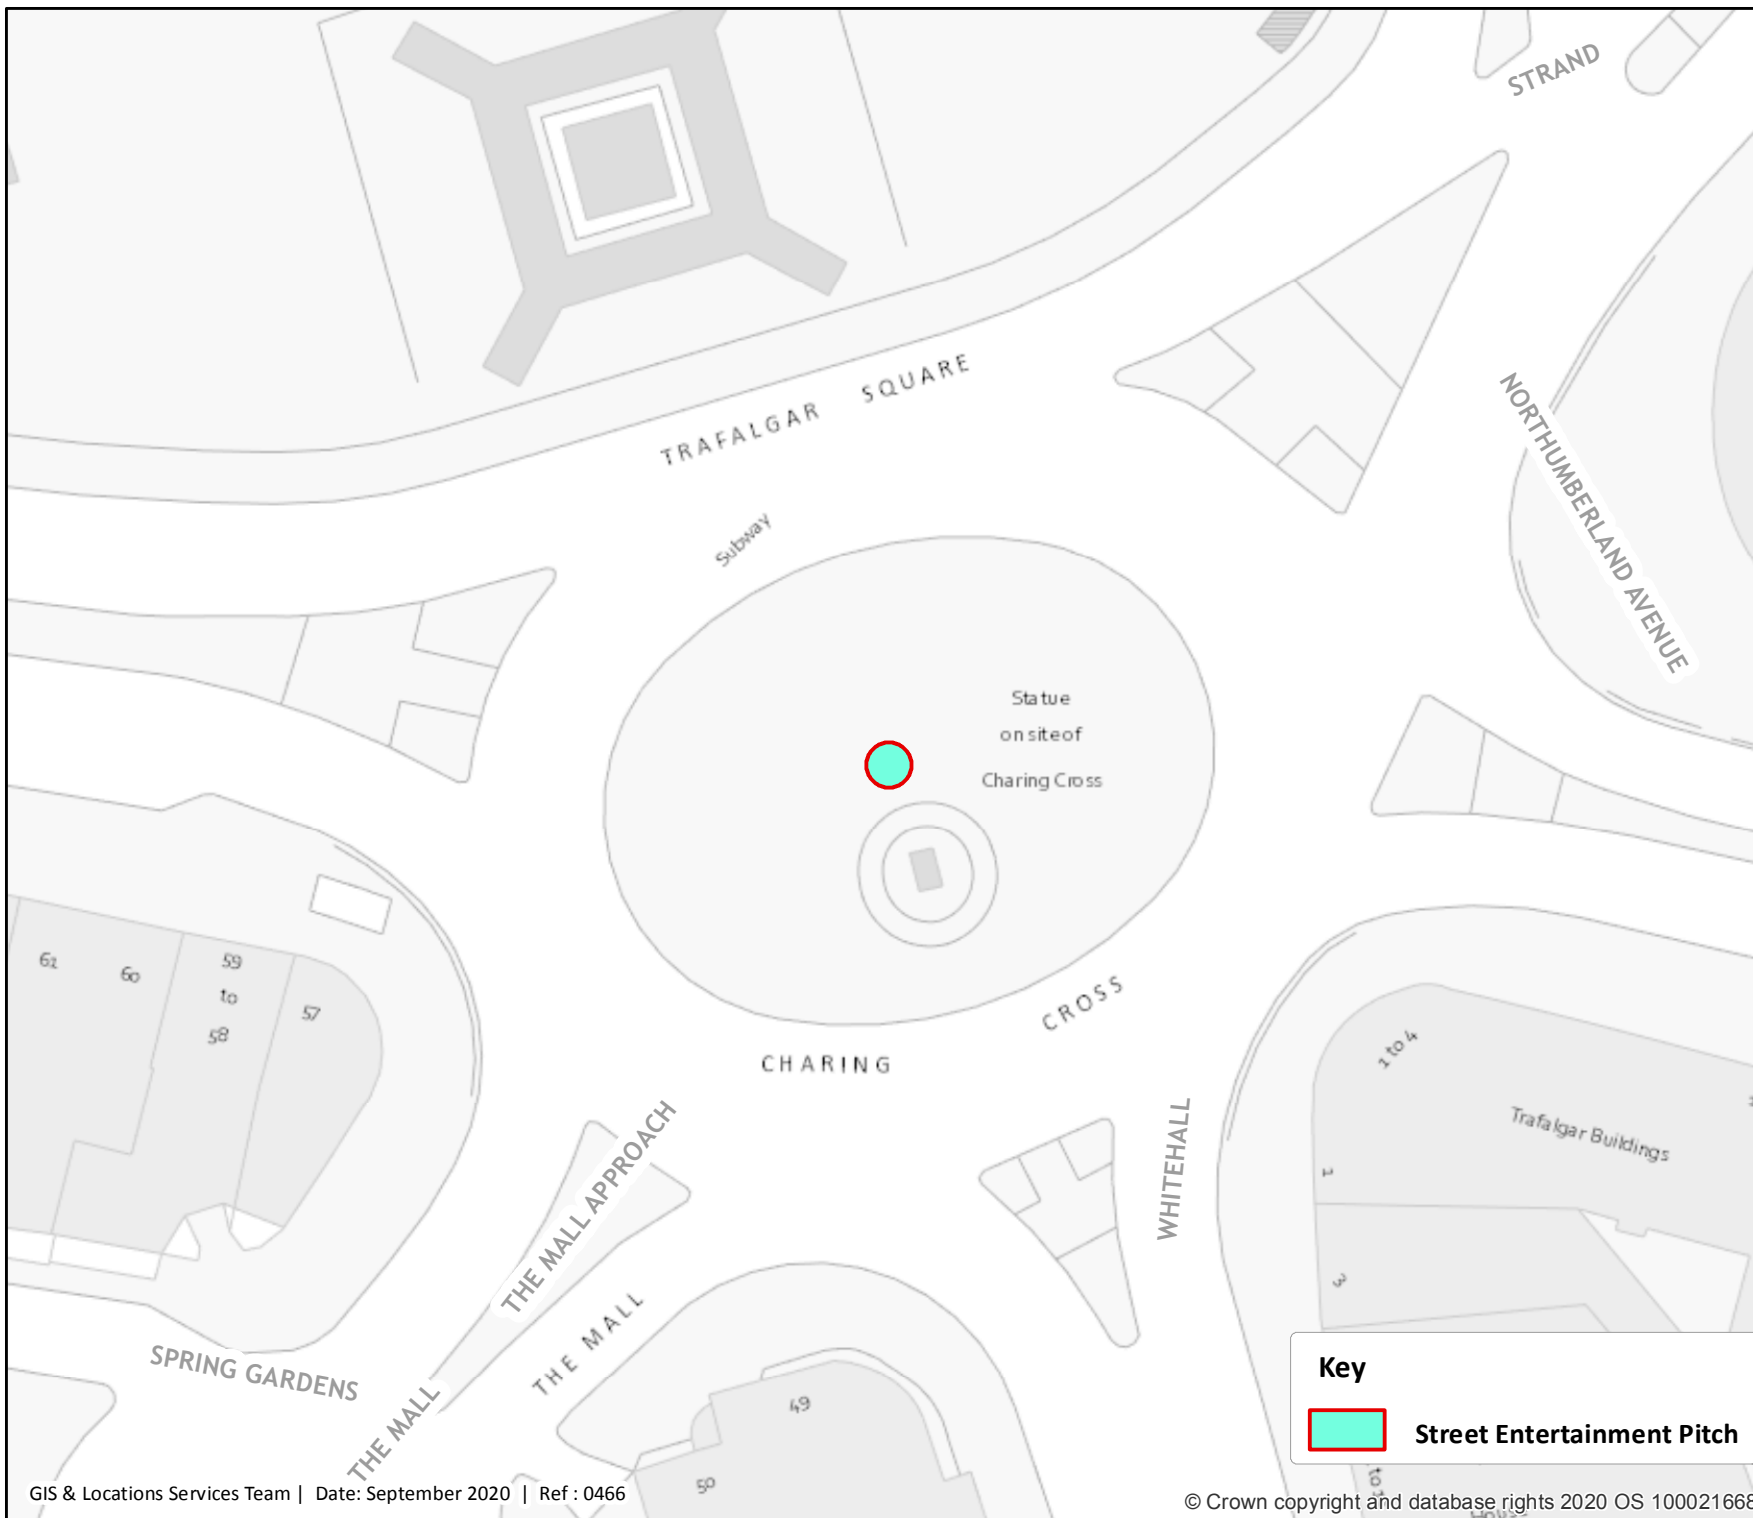 STRAND
TRAFALGAR SQUARE
NORTHUMBERLAND AVENUE
Subway
Statue
on site of
Charing Cross
61
60
59
to
58
57
CHARING CROSS
1 to 4
Trafalgar Buildings
1
3
WHITEHALL
THE MALL APPROACH
THE MALL
SPRING GARDENS
THE MALL
49
50
Key
Street Entertainment Pitch
GIS & Locations Services Team | Date: September 2020 | Ref : 0466
© Crown copyright and database rights 2020 OS 100021668